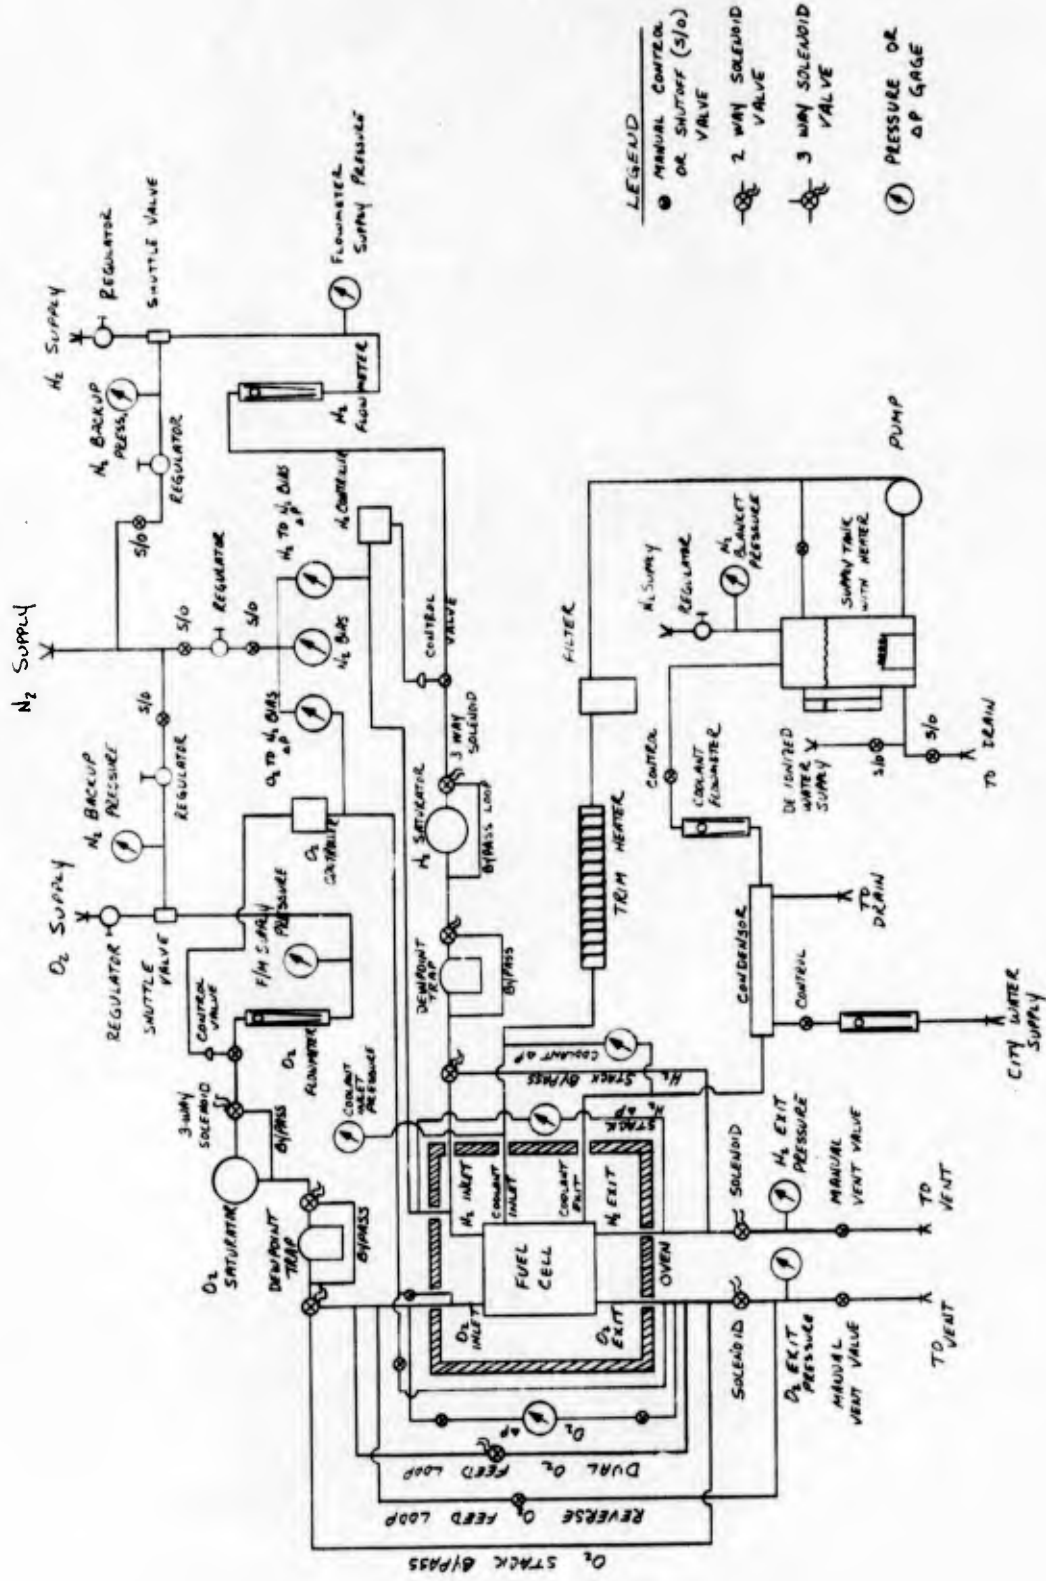 N2 SUPPLY
O2 SUPPLY
H2 SUPPLY
REGULATOR
SHUTTLE
VALVE
N2 BACKUP
PRESSURE
REGULATOR
S/O
S/O
REGULATOR
S/O
S/O
REGULATOR
N2 BACKUP
PRESS.
REGULATOR
SHUTTLE VALVE
CONTROL
VALVE
F/M SUPPLY
PRESSURE
O2
CONTROLLER
O2 TO N2 BIAS
ΔP
N2 BIAS
H2 TO N2 BIAS
ΔP
H2 CONTROLLER
H2
FLOWMETER
FLOWMETER
SUPPLY PRESSURE
3-WAY
SOLENOID
O2
FLOWMETER
O2
SATURATOR
BYPASS
DEWPOINT
TRAP
BYPASS
COOLANT
INLET
PRESSURE
DEWPOINT
TRAP
BYPASS
H2 SATURATOR
BYPASS LOOP
3 WAY
SOLENOID
CONTROL
VALVE
H2 STACK BYPASS
COOLANT ΔP
STACK
H2 ΔP
O2
INLET
H2 INLET
COOLANT
INLET
FUEL
CELL
O2
EXIT
COOLANT
EXIT
H2 EXIT
OVEN
O2
ΔP
DUAL O2 FEED LOOP
REVERSE O2 FEED LOOP
O2 STACK BYPASS
SOLENOID
O2 EXIT
PRESSURE
MANUAL
VENT VALVE
TO VENT
SOLENOID
H2 EXIT
PRESSURE
MANUAL
VENT VALVE
TO
VENT
TRIM HEATER
FILTER
CONDENSOR
TO
DRAIN
CONTROL
CITY WATER
SUPPLY
CONTROL
COOLANT
FLOWMETER
N2 SUPPLY
REGULATOR
N2
BLANKET
PRESSURE
SUPPLY TANK
WITH HEATER
DEIONIZED
WATER
SUPPLY
S/O
S/O
TO DRAIN
PUMP
LEGEND
MANUAL CONTROL
OR SHUTOFF (S/O)
VALVE
2 WAY SOLENOID
VALVE
3 WAY SOLENOID
VALVE
PRESSURE OR
ΔP GAGE